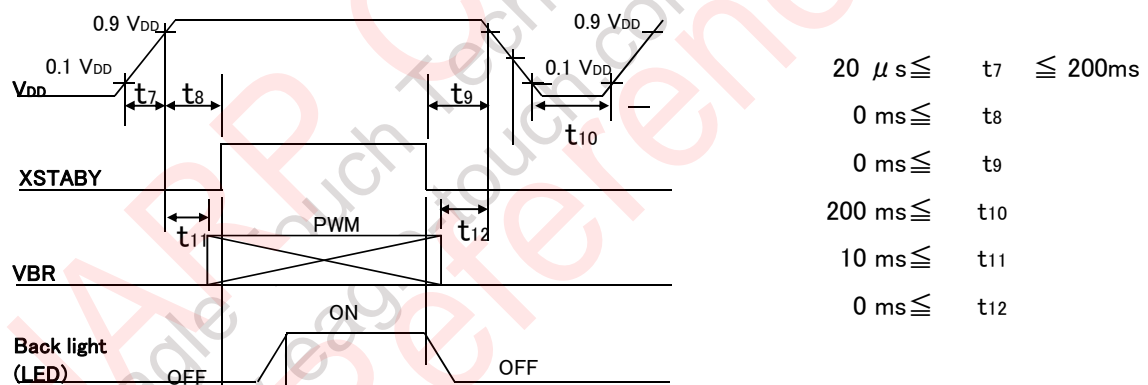 0.9 VDD 0.9 VDD
0.1 VDD 0.1 VDD
VDD t7 t8 t9 t10
XSTABY
t11 PWM t12
VBR
ON
Back light
(LED) OFF OFF
20 μs≦ t7 ≦ 200ms
0 ms≦ t8
0 ms≦ t9
200 ms≦ t10
10 ms≦ t11
0 ms≦ t12